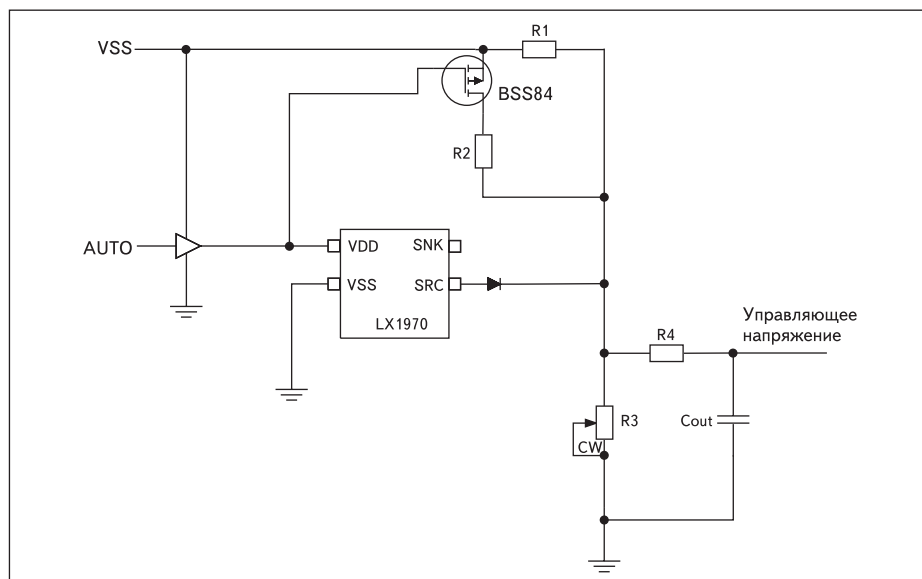 R1
VSS
BSS84
R2
AUTO
VDD
SNK
VSS
SRC
LX1970
Управляющее
напряжение
R4
R3
CW
Cout